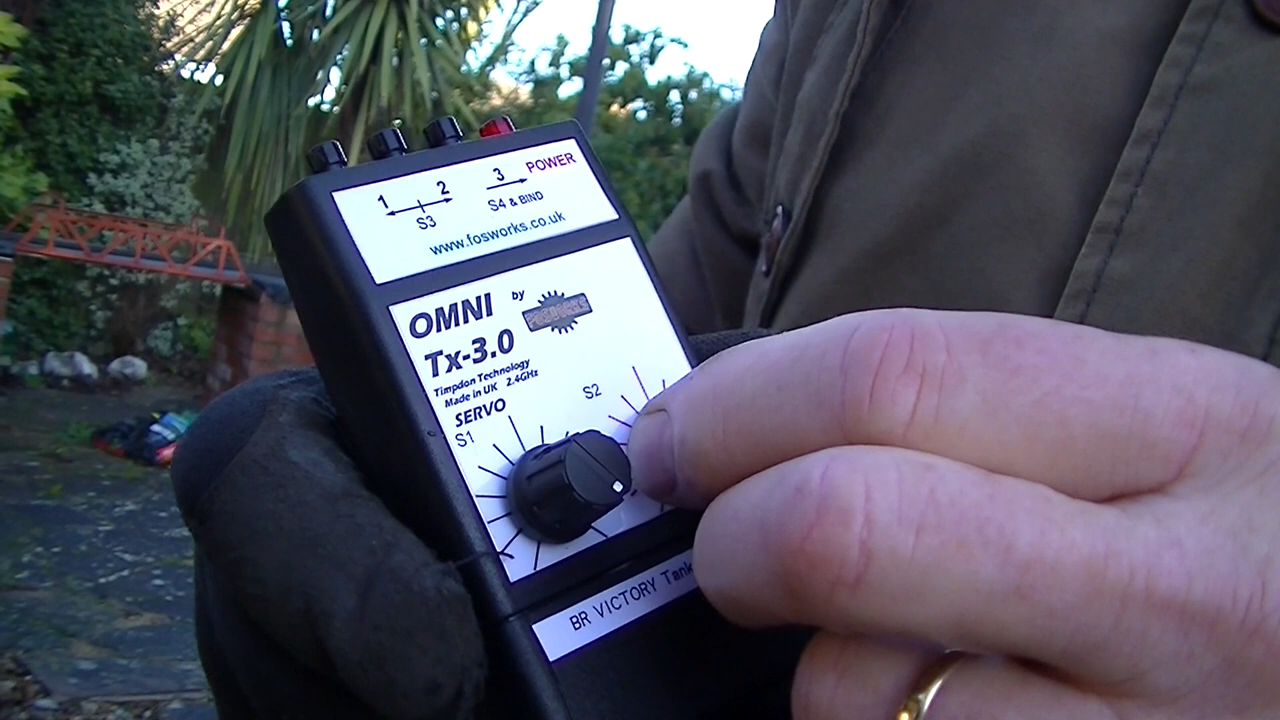 1 2 3 POWER
S3 S4 & BIND
www.fosworks.co.uk
OMNI by
Tx-3.0
Timpdon Technology
Made in UK 2.4GHz
SERVO
S1 S2
BR VICTORY Tank